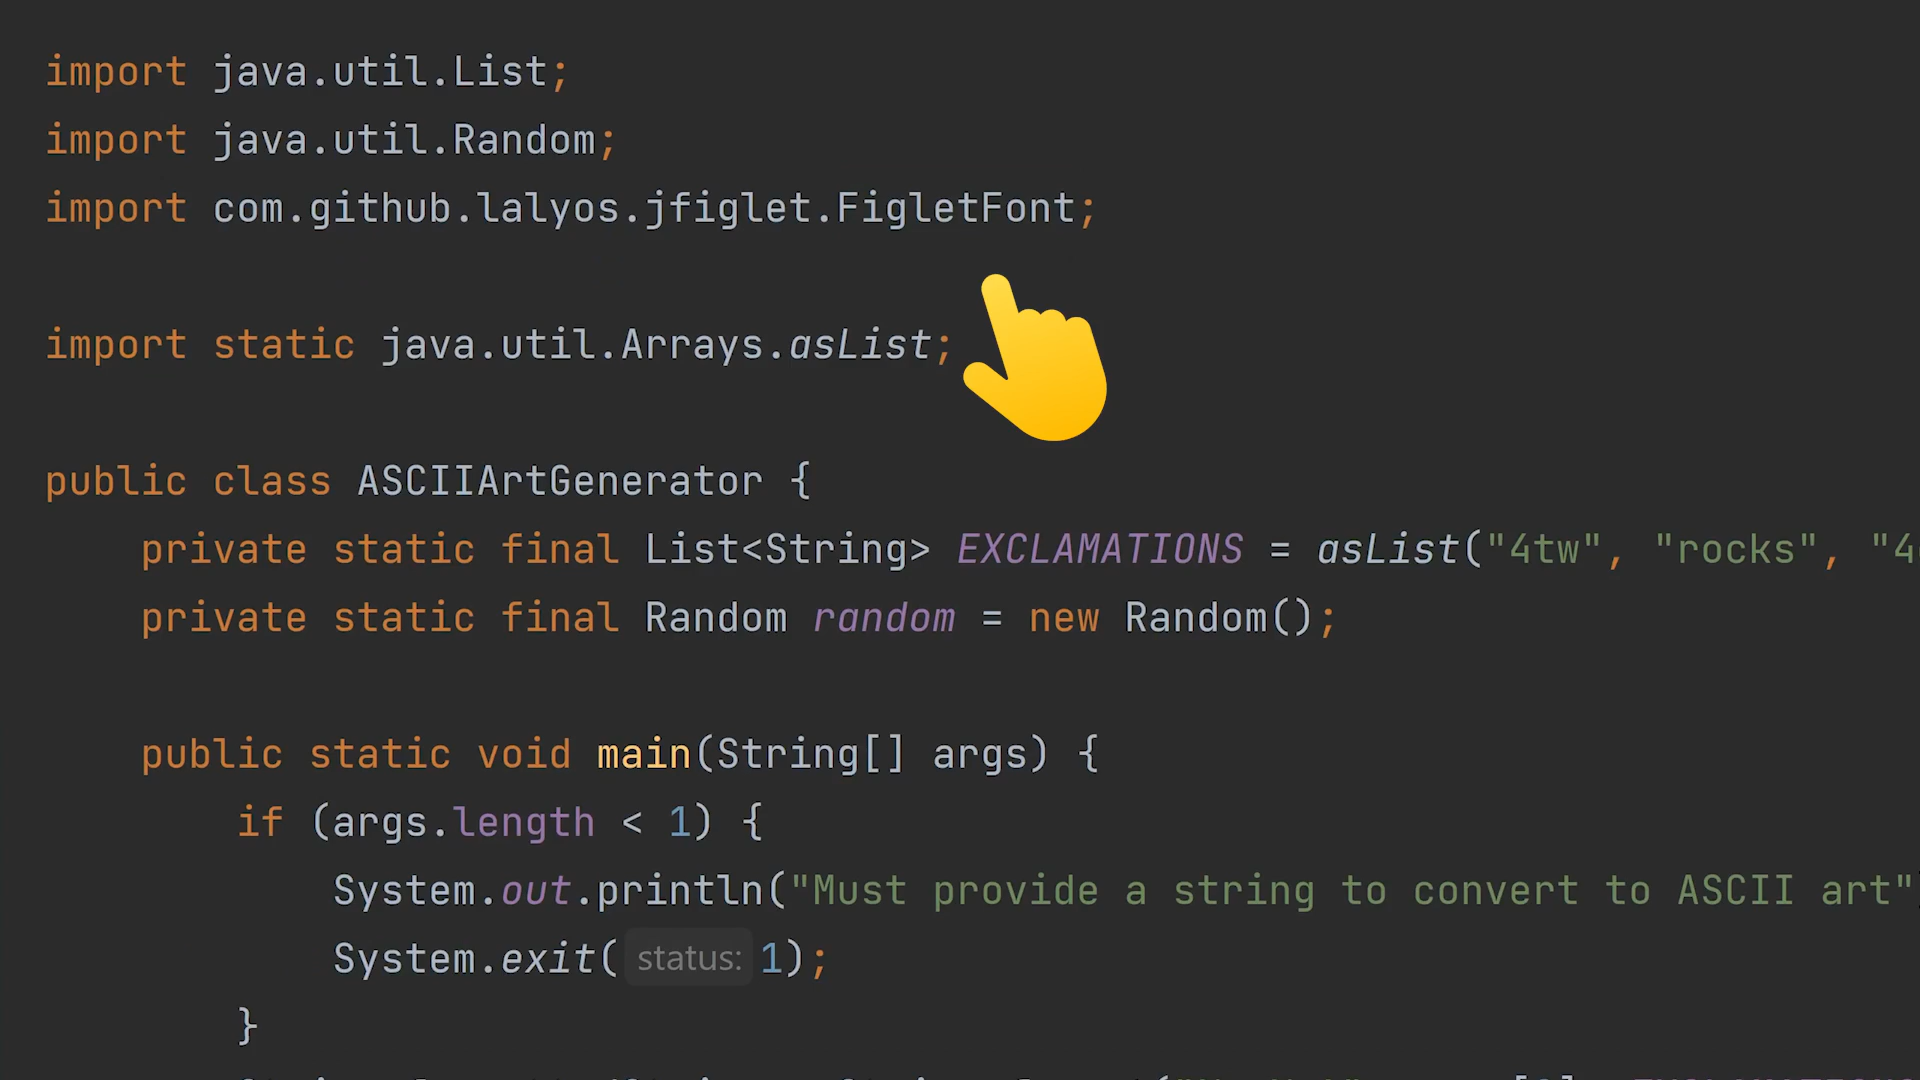 import java.util.List;
import java.util.Random;
import com.github.lalyos.jfiglet.FigletFont;
import static java.util.Arrays.asList;
public class ASCIIArtGenerator {
private static final List<String> EXCLAMATIONS = asList("4tw", "rocks", "4
private static final Random random = new Random();
public static void main(String[] args) {
if (args.length < 1) {
System.out.println("Must provide a string to convert to ASCII art"
System.exit( status: 1);
}